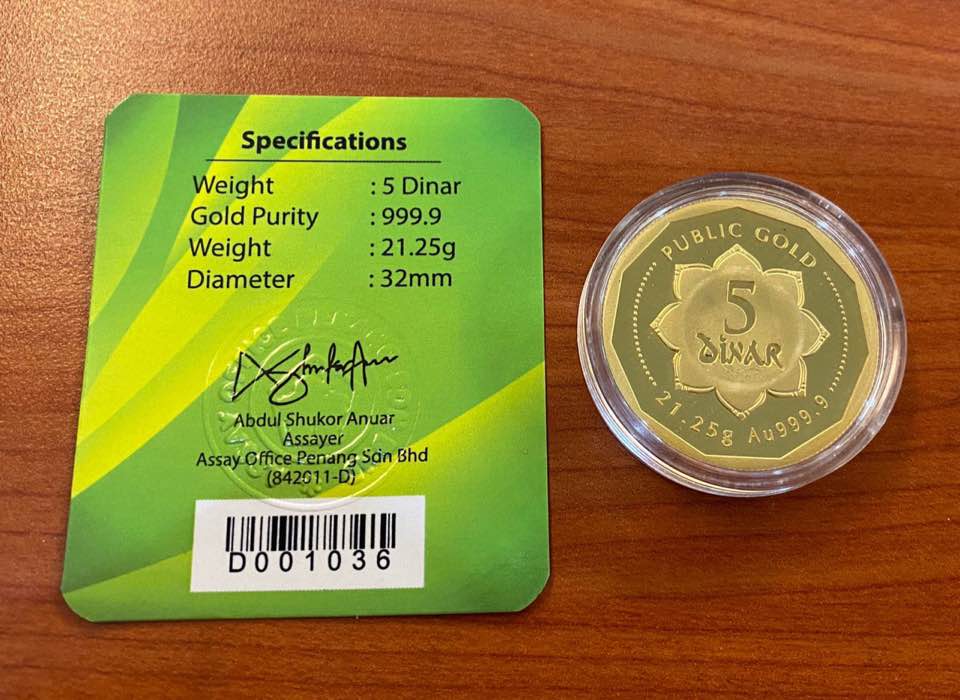 Specifications
Weight : 5 Dinar
Gold Purity : 999.9
Weight : 21.25g
Diameter : 32mm
Abdul Shukor Anuar
Assayer
Assay Office Penang Sdn Bhd
(842011-D)
D001036
PUBLIC GOLD
5
DINAR
21.25g Au999.9